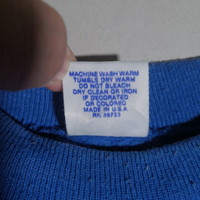 MACHINE WASH WARM
TUMBLE DRY WARM
DO NOT BLEACH
DRY CLEAN OR IRON
IF DECORATED
OR COLORED
MADE IN U.S.A.
RN 39733